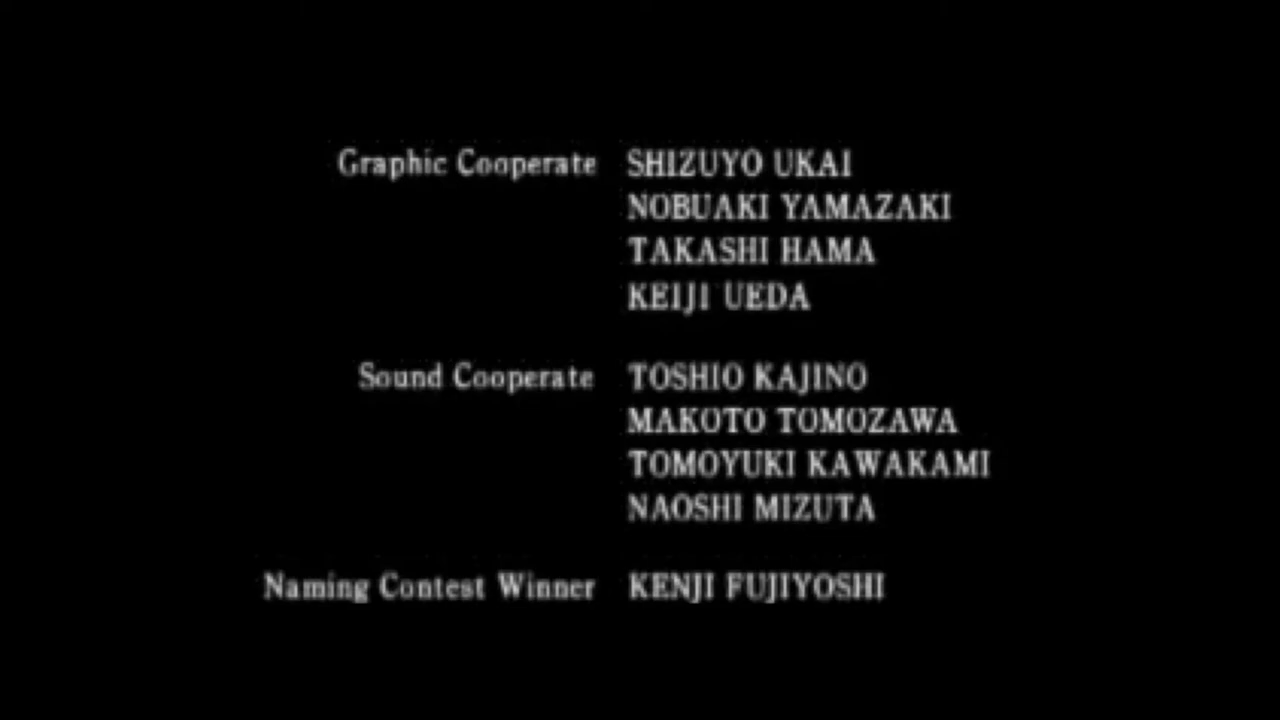 Graphic Cooperate SHIZUYO UKAI
NOBUAKI YAMAZAKI
TAKASHI HAMA
KEIJI UEDA
Sound Cooperate TOSHIO KAJINO
MAKOTO TOMOZAWA
TOMOYUKI KAWAKAMI
NAOSHI MIZUTA
Naming Contest Winner KENJI FUJIYOSHI